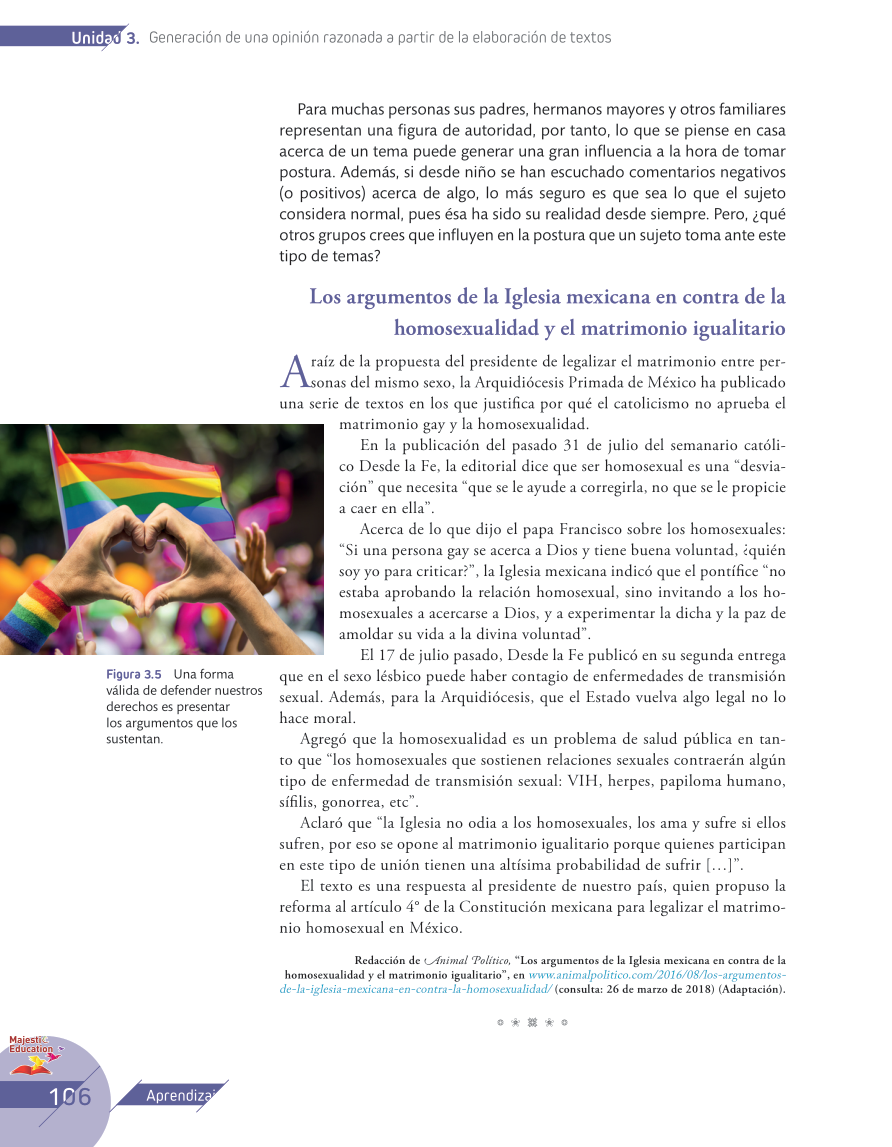 Unidad 3. Generación de una opinión razonada a partir de la elaboración de textos
Para muchas personas sus padres, hermanos mayores y otros familiares
representan una figura de autoridad, por tanto, lo que se piense en casa
acerca de un tema puede generar una gran influencia a la hora de tomar
postura. Además, si desde niño se han escuchado comentarios negativos
(o positivos) acerca de algo, lo más seguro es que sea lo que el sujeto
considera normal, pues ésa ha sido su realidad desde siempre. Pero, ¿qué
otros grupos crees que influyen en la postura que un sujeto toma ante este
tipo de temas?
Los argumentos de la Iglesia mexicana en contra de la
homosexualidad y el matrimonio igualitario
A raíz de la propuesta del presidente de legalizar el matrimonio entre per-
sonas del mismo sexo, la Arquidiócesis Primada de México ha publicado
una serie de textos en los que justifica por qué el catolicismo no aprueba el
matrimonio gay y la homosexualidad.
En la publicación del pasado 31 de julio del semanario católi-
co Desde la Fe, la editorial dice que ser homosexual es una “desvia-
ción” que necesita “que se le ayude a corregirla, no que se le propicie
a caer en ella”.
Acerca de lo que dijo el papa Francisco sobre los homosexuales:
“Si una persona gay se acerca a Dios y tiene buena voluntad, ¿quién
soy yo para criticar?”, la Iglesia mexicana indicó que el pontífice “no
estaba aprobando la relación homosexual, sino invitando a los ho-
mosexuales a acercarse a Dios, y a experimentar la dicha y la paz de
amoldar su vida a la divina voluntad”.
El 17 de julio pasado, Desde la Fe publicó en su segunda entrega
que en el sexo lésbico puede haber contagio de enfermedades de transmisión
sexual. Además, para la Arquidiócesis, que el Estado vuelva algo legal no lo
hace moral.
Agregó que la homosexualidad es un problema de salud pública en tan-
to que “los homosexuales que sostienen relaciones sexuales contraerán algún
tipo de enfermedad de transmisión sexual: VIH, herpes, papiloma humano,
sífilis, gonorrea, etc”.
Aclaró que “la Iglesia no odia a los homosexuales, los ama y sufre si ellos
sufren, por eso se opone al matrimonio igualitario porque quienes participan
en este tipo de unión tienen una altísima probabilidad de sufrir […]”.
El texto es una respuesta al presidente de nuestro país, quien propuso la
reforma al artículo 4° de la Constitución mexicana para legalizar el matrimo-
nio homosexual en México.
Redacción de Animal Político, “Los argumentos de la Iglesia mexicana en contra de la
homosexualidad y el matrimonio igualitario”, en www.animalpolitico.com/2016/08/los-argumentos-
de-la-iglesia-mexicana-en-contra-la-homosexualidad/ (consulta: 26 de marzo de 2018) (Adaptación).
Figura 3.5 Una forma
válida de defender nuestros
derechos es presentar
los argumentos que los
sustentan.
Majestic
Education
106
Aprendizaj